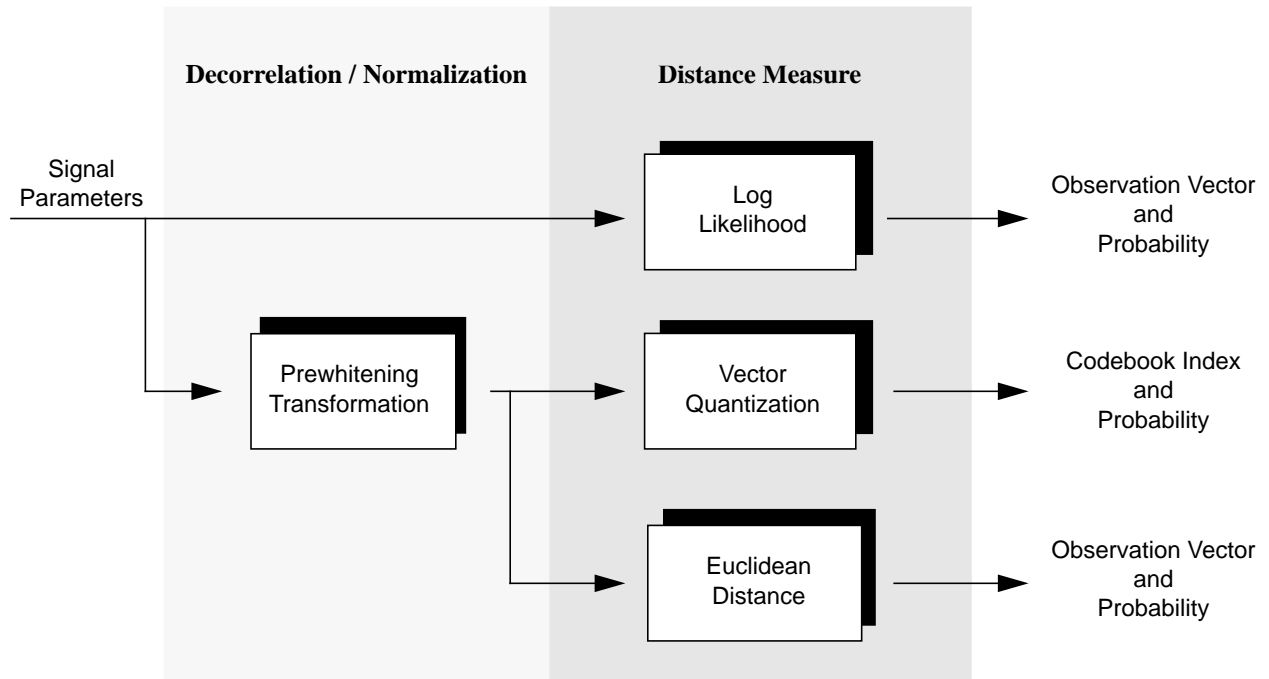 Decorrelation / Normalization
Distance Measure
Signal
Parameters
Log
Likelihood
Observation Vector
and
Probability
Prewhitening
Transformation
Vector
Quantization
Codebook Index
and
Probability
Euclidean
Distance
Observation Vector
and
Probability